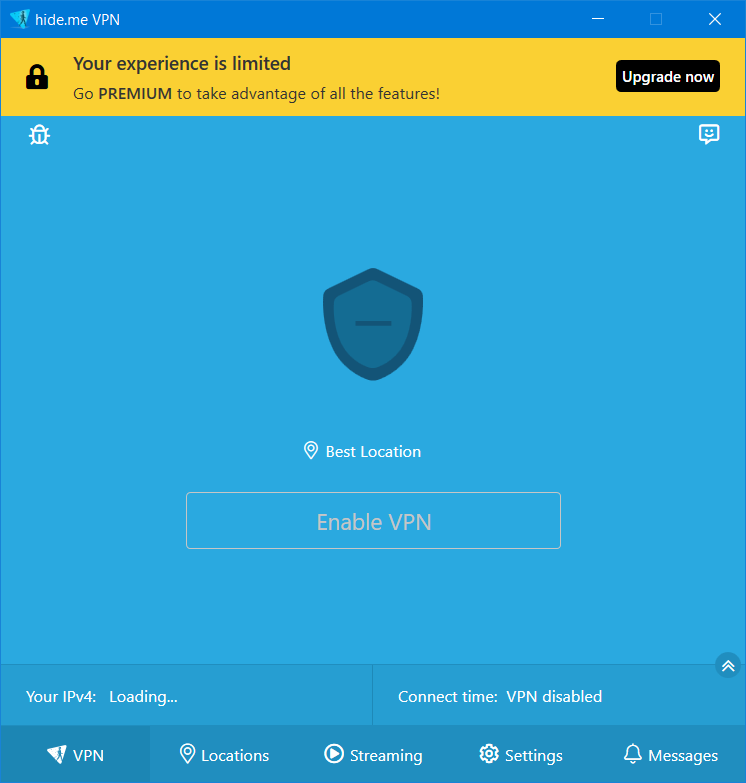 hide.me VPN
Your experience is limited
Go PREMIUM to take advantage of all the features!
Upgrade now
Best Location
Enable VPN
Your IPv4: Loading...
Connect time: VPN disabled
VPN
Locations
Streaming
Settings
Messages